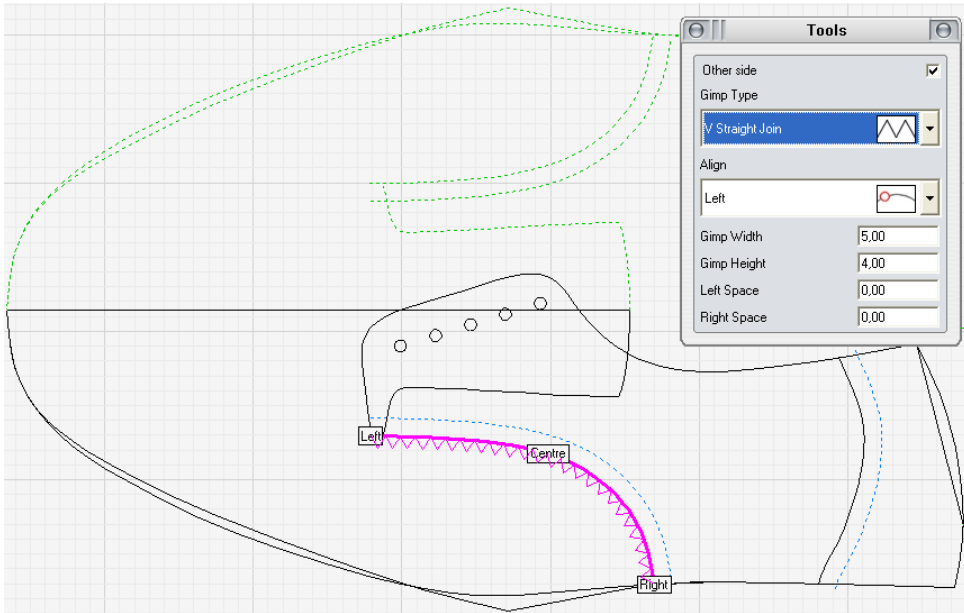 Tools
Other side
Gimp Type
V Straight Join
Align
Left
Gimp Width 5,00
Gimp Height 4,00
Left Space 0,00
Right Space 0,00
Left
Centre
Right